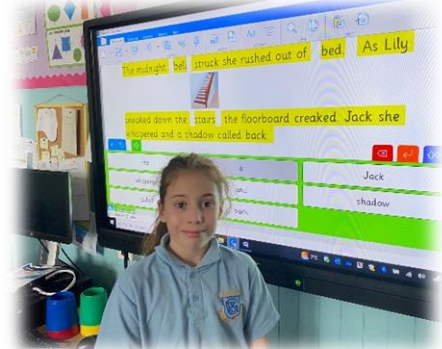 The midnight bell struck she rushed out of bed. As Lily
sneaked down the stairs the floorboard creaked. Jack she
whispered and a shadow called back
Jack
whispered
shadow
back